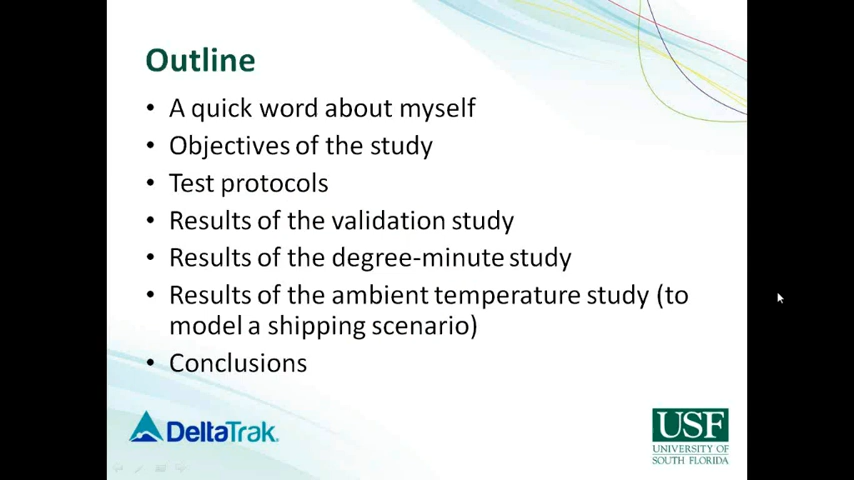 Outline
• A quick word about myself
• Objectives of the study
• Test protocols
• Results of the validation study
• Results of the degree-minute study
• Results of the ambient temperature study (to
model a shipping scenario)
• Conclusions
DeltaTrak.
USF
UNIVERSITY OF
SOUTH FLORIDA